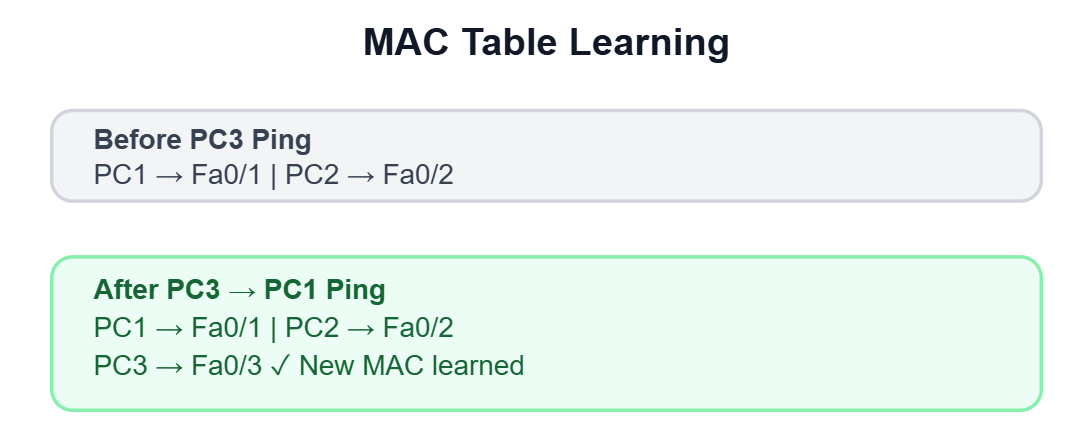 MAC Table Learning
Before PC3 Ping
PC1 → Fa0/1 | PC2 → Fa0/2
After PC3 → PC1 Ping
PC1 → Fa0/1 | PC2 → Fa0/2
PC3 → Fa0/3 ✓ New MAC learned